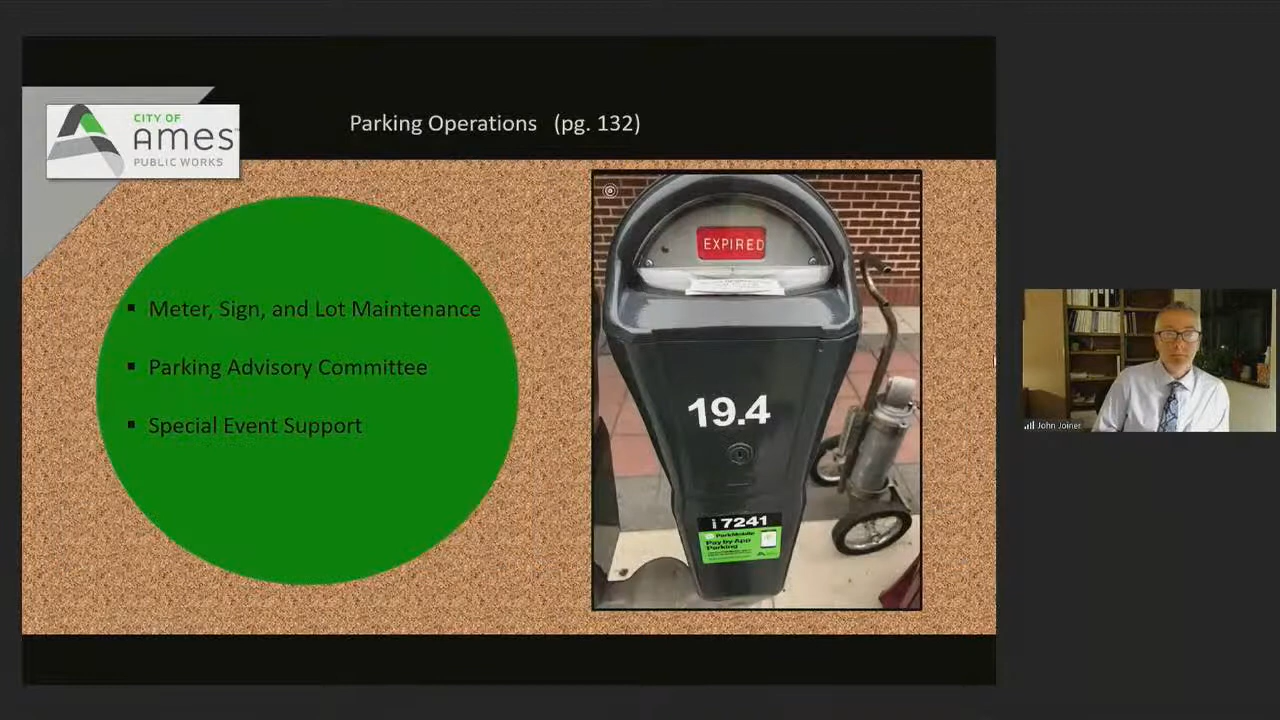 CITY OF
AMES
PUBLIC WORKS
Parking Operations (pg. 132)
▪ Meter, Sign, and Lot Maintenance
▪ Parking Advisory Committee
▪ Special Event Support
EXPIRED
19.4
7241
ParkMobile
Pay by App
Parking
John Joiner